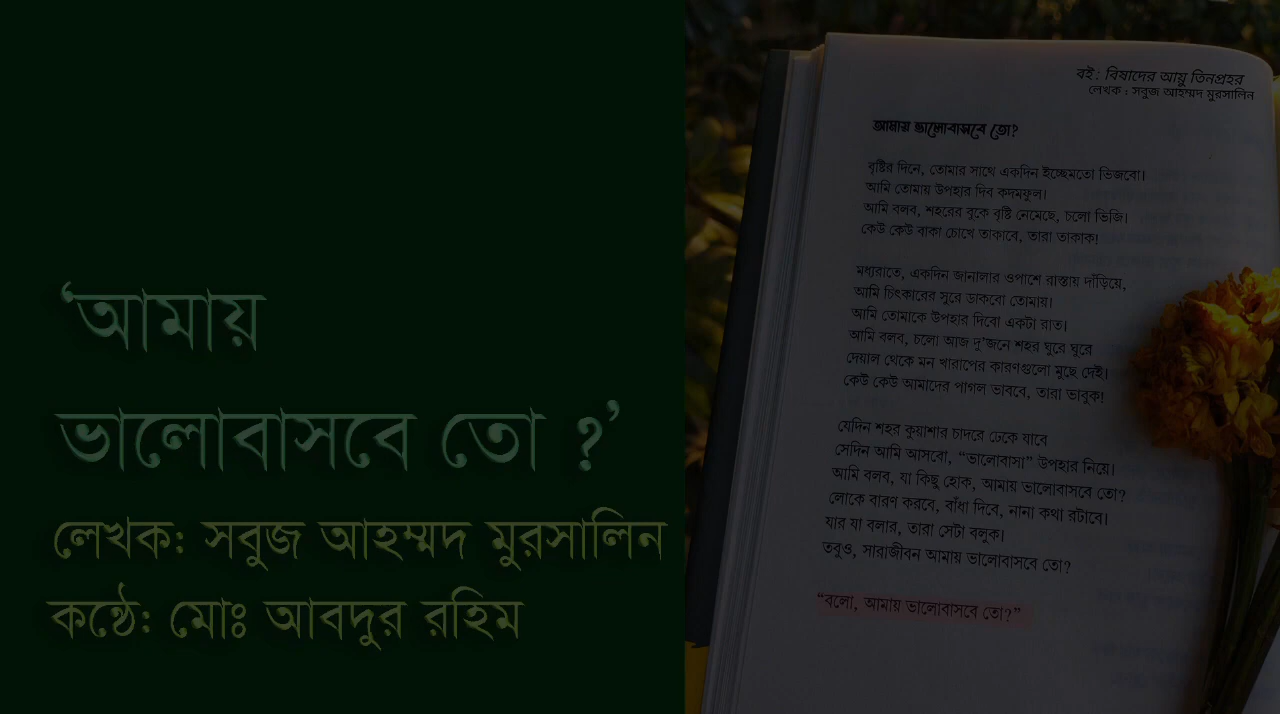 ‘আমায়
ভালোবাসবে তো ?’
লেখক: সবুজ আহম্মদ মুরসালিন
কন্ঠে: মোঃ আবদুর রহিম
বই: বিষাদের আয়ু তিনপ্রহর
লেখক : সবুজ আহম্মদ মুরসালিন
আমায় ভালোবাসবে তো?
বৃষ্টির দিনে, তোমার সাথে একদিন ইচ্ছেমতো ভিজবো।
আমি তোমায় উপহার দিব কদমফুল।
আমি বলব, শহরের বুকে বৃষ্টি নেমেছে, চলো ভিজি।
কেউ কেউ বাকা চোখে তাকাবে, তারা তাকাক!
মধ্যরাতে, একদিন জানালার ওপাশে রাস্তায় দাঁড়িয়ে,
আমি চিৎকারের সুরে ডাকবো তোমায়।
আমি তোমাকে উপহার দিবো একটা রাত।
আমি বলব, চলো আজ দু'জনে শহর ঘুরে ঘুরে
দেয়াল থেকে মন খারাপের কারণগুলো মুছে দেই।
কেউ কেউ আমাদের পাগল ভাববে, তারা ভাবুক!
যেদিন শহর কুয়াশার চাদরে ঢেকে যাবে
সেদিন আমি আসবো, “ভালোবাসা” উপহার নিয়ে।
আমি বলব, যা কিছু হোক, আমায় ভালোবাসবে তো?
লোকে বারণ করবে, বাঁধা দিবে, নানা কথা রটাবে।
যার যা বলার, তারা সেটা বলুক।
তবুও, সারাজীবন আমায় ভালোবাসবে তো?
“বলো, আমায় ভালোবাসবে তো?”